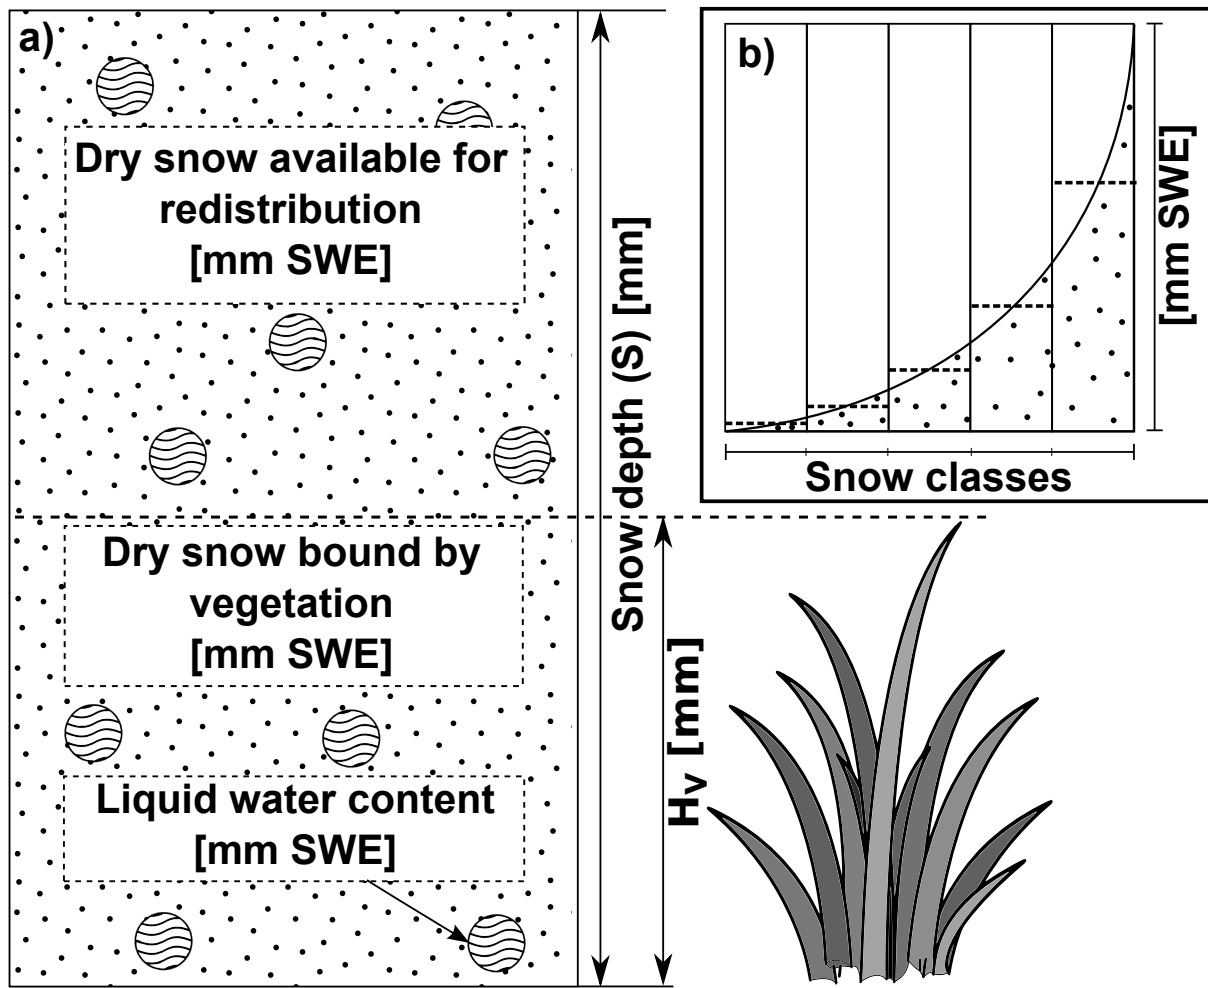 a)
Dry snow available for
redistribution
[mm SWE]
Dry snow bound by
vegetation
[mm SWE]
Liquid water content
[mm SWE]
Snow depth (S) [mm]
Hv [mm]
b)
[mm SWE]
Snow classes